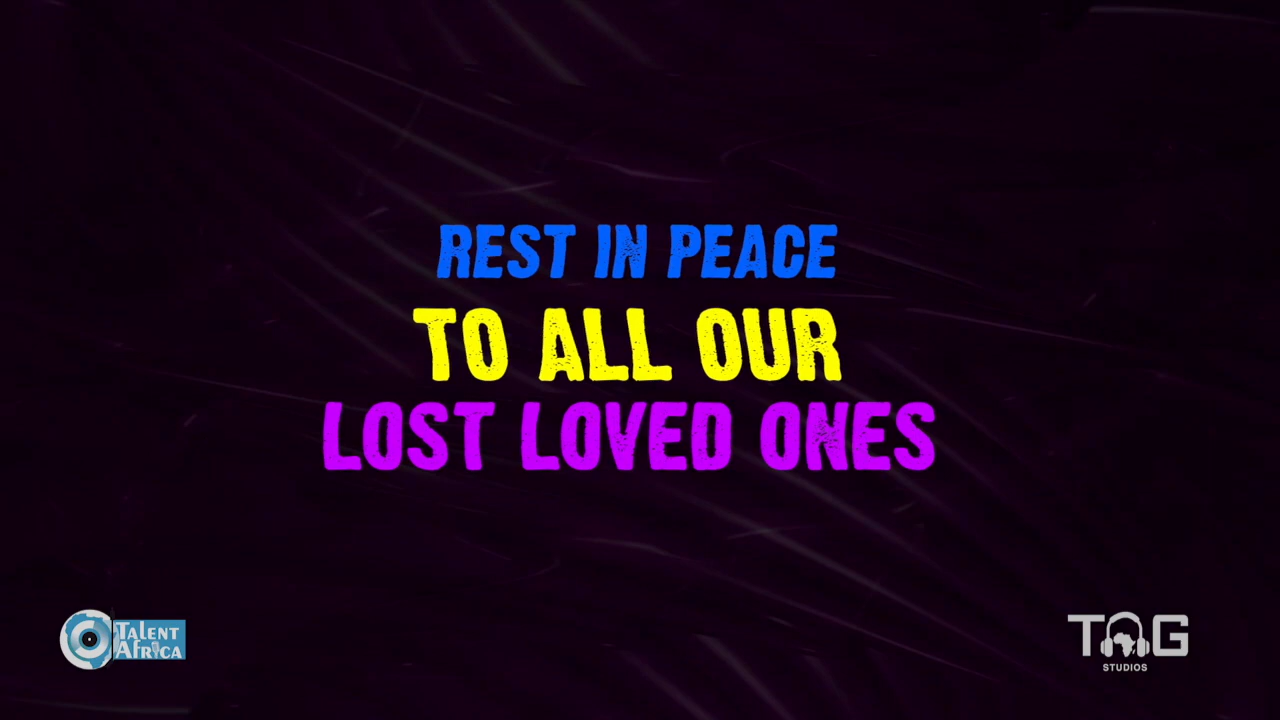 REST IN PEACE
TO ALL OUR
LOST LOVED ONES
TALENT
AFRICA
TAG
STUDIOS